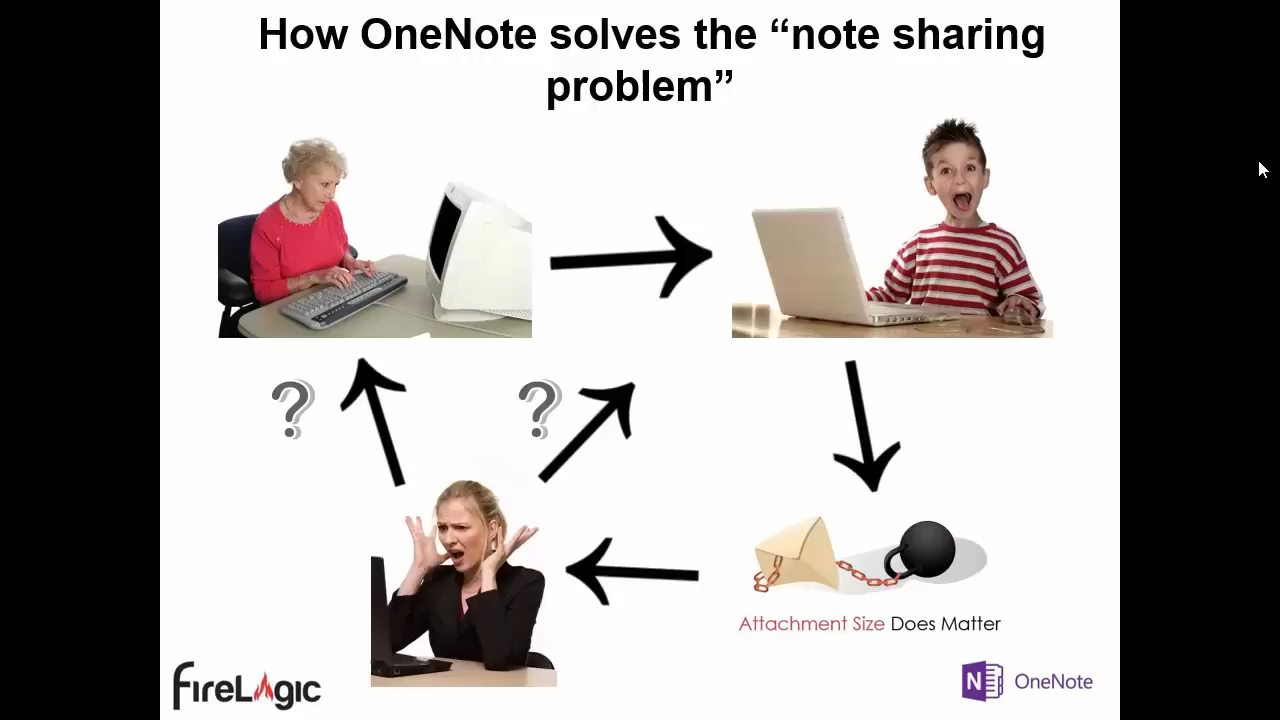 How OneNote solves the “note sharing
problem”
?
?
Attachment Size Does Matter
FireLogic
N OneNote